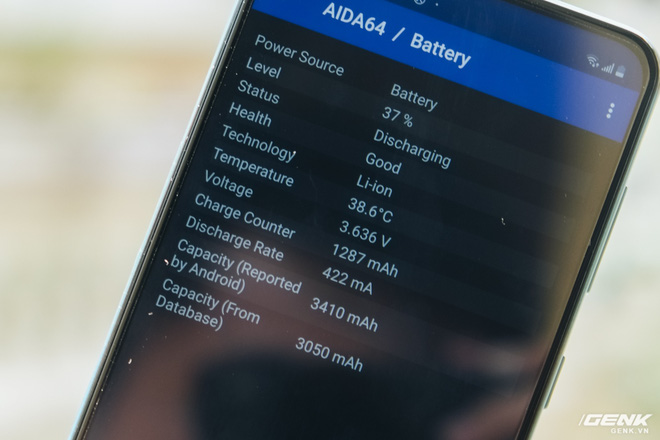 AIDA64 / Battery
Power Source Battery
Level 37 %
Status Discharging
Health Good
Technology Li-ion
Temperature 38.6°C
Voltage 3.636 V
Charge Counter 1287 mAh
Discharge Rate 422 mA
Capacity (Reported
by Android) 3410 mAh
Capacity (From
Database) 3050 mAh
GENK
GENK.VN